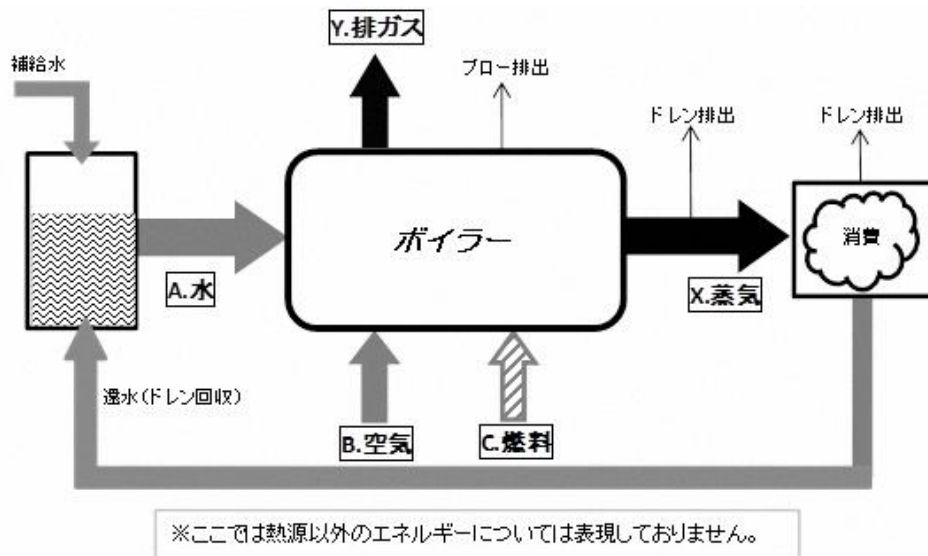 Y.排ガス
補給水
ブロー排出
ドレン排出
ドレン排出
ボイラー
消費
A.水
X.蒸気
還水(ドレン回収)
B.空気
C.燃料
※ここでは熱源以外のエネルギーについては表現しておりません。